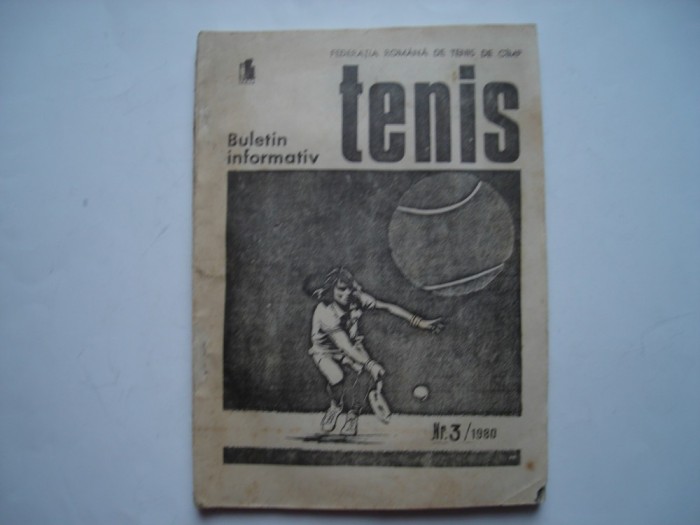 FEDERAȚIA ROMÂNĂ DE TENIS DE CÎMP
tenis
Buletin
informativ
Nr. 3/1980